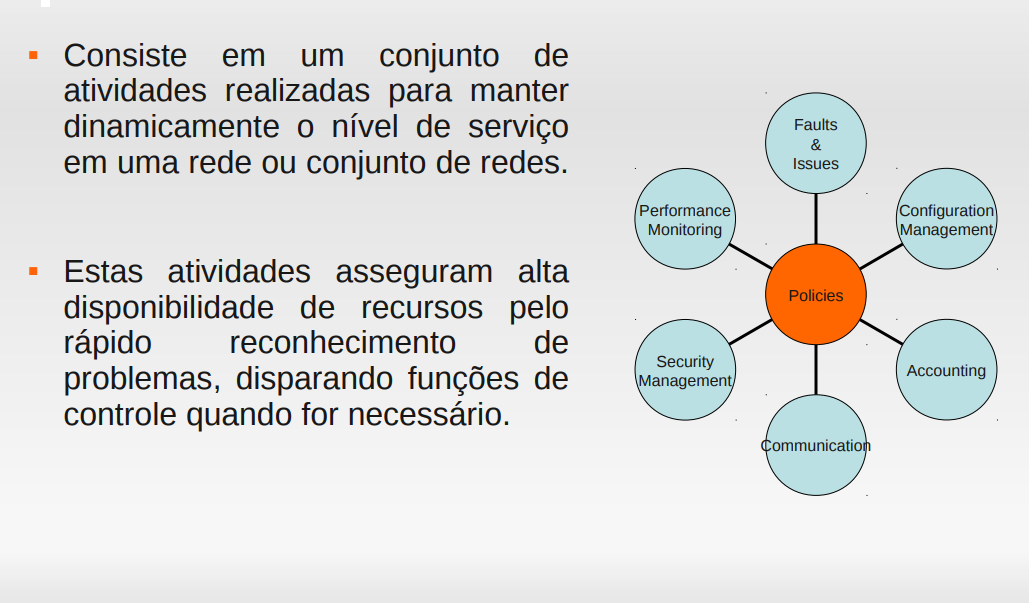 Consiste em um conjunto de
atividades realizadas para manter
dinamicamente o nível de serviço
em uma rede ou conjunto de redes.
Estas atividades asseguram alta
disponibilidade de recursos pelo
rápido reconhecimento de
problemas, disparando funções de
controle quando for necessário.
Faults
&
Issues
Performance
Monitoring
Configuration
Management
Policies
Security
Management
Accounting
Communication